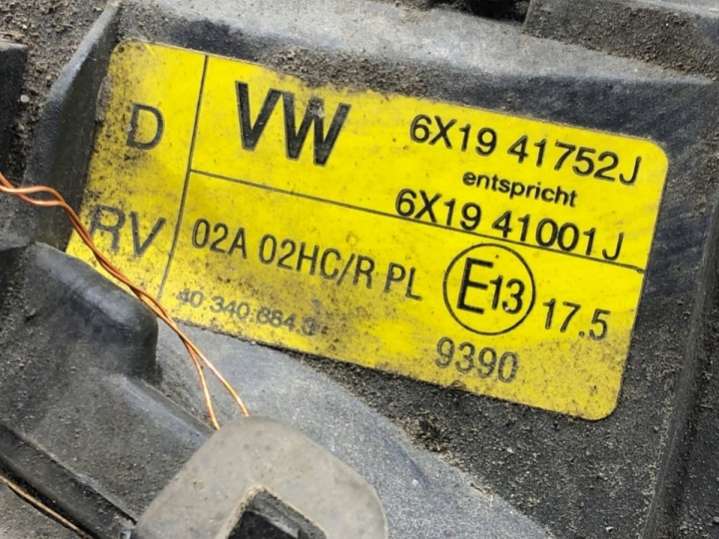 D
VW
6X19 41752J
entspricht
6X19 41001J
RV
02A 02HC/R PL
E13
17.5
9390